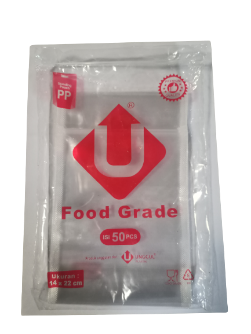 PP
U
®
Food Grade
ISI 50 PCS
Ukuran :
14 x 22 cm